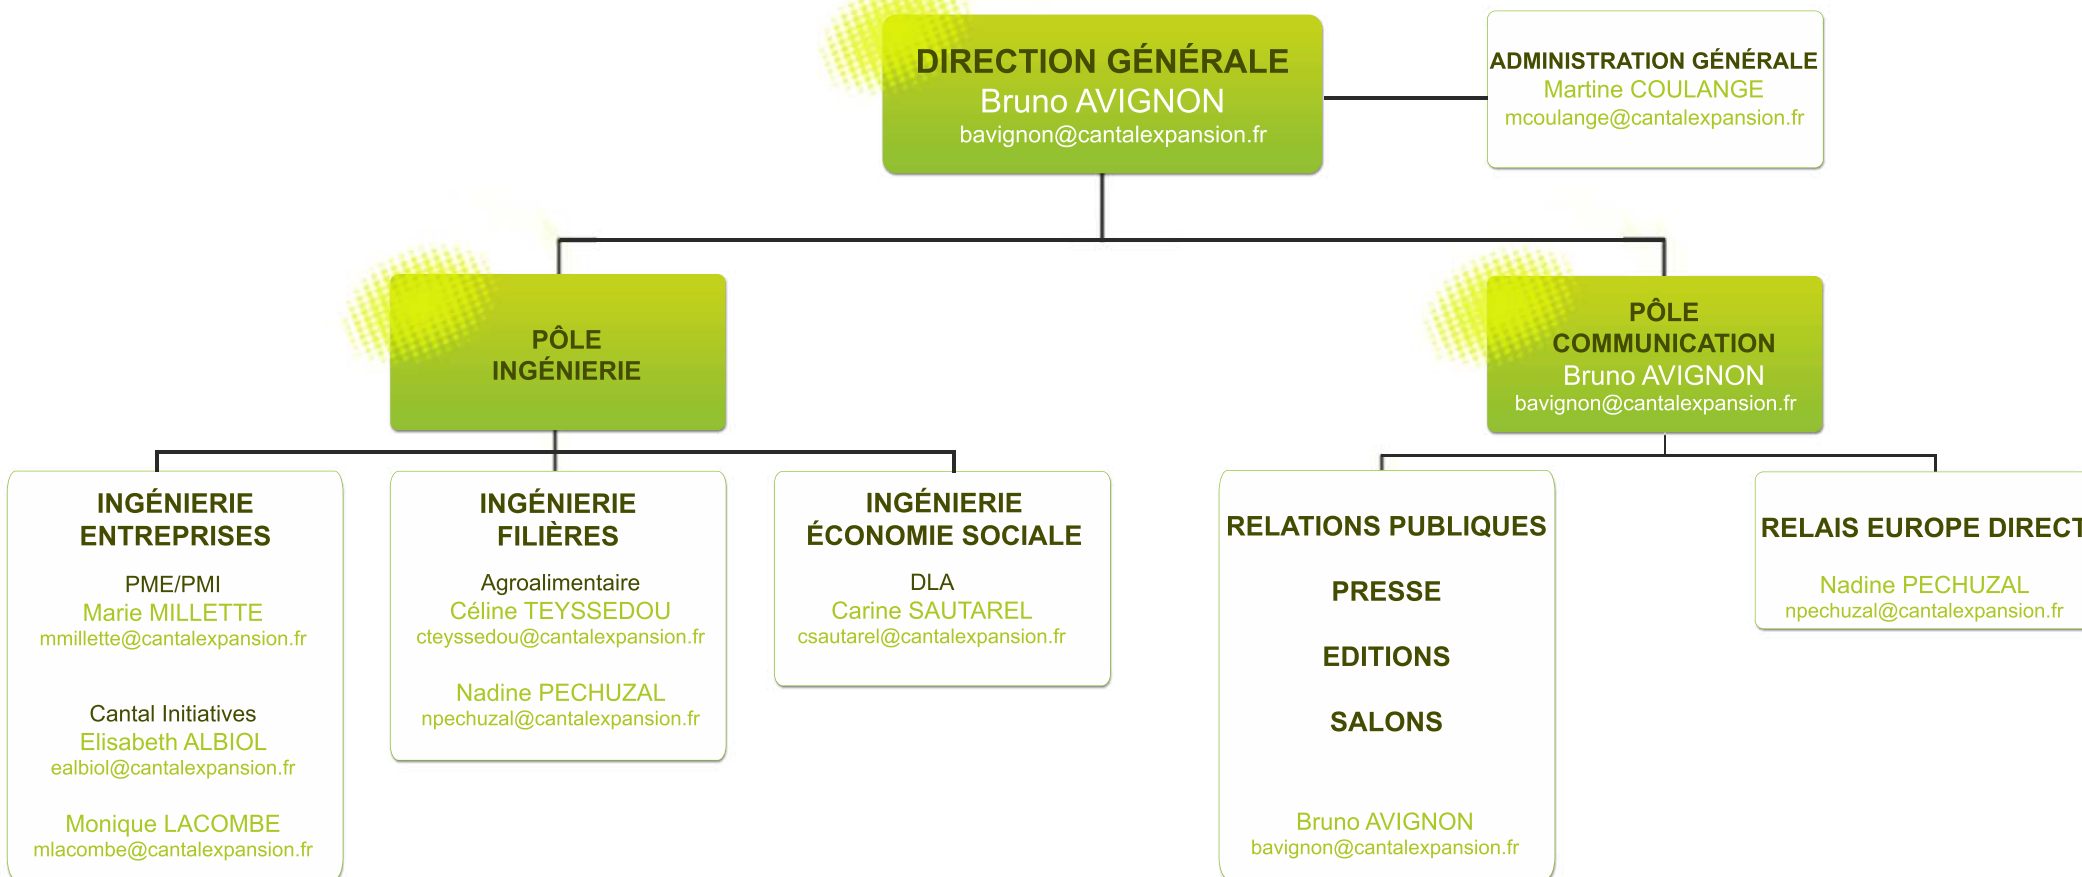 DIRECTION GÉNÉRALE
Bruno AVIGNON
bavignon@cantalexpansion.fr
ADMINISTRATION GÉNÉRALE
Martine COULANGE
mcoulange@cantalexpansion.fr
PÔLE
INGÉNIERIE
PÔLE
COMMUNICATION
Bruno AVIGNON
bavignon@cantalexpansion.fr
INGÉNIERIE
ENTREPRISES
PME/PMI
Marie MILLETTE
mmillette@cantalexpansion.fr
Cantal Initiatives
Elisabeth ALBIOL
ealbiol@cantalexpansion.fr
Monique LACOMBE
mlacombe@cantalexpansion.fr
INGÉNIERIE
FILIÈRES
Agroalimentaire
Céline TEYSSEDOU
cteyssedou@cantalexpansion.fr
Nadine PECHUZAL
npechuzal@cantalexpansion.fr
INGÉNIERIE
ÉCONOMIE SOCIALE
DLA
Carine SAUTAREL
csautarel@cantalexpansion.fr
RELATIONS PUBLIQUES
PRESSE
EDITIONS
SALONS
Bruno AVIGNON
bavignon@cantalexpansion.fr
RELAIS EUROPE DIRECT
Nadine PECHUZAL
npechuzal@cantalexpansion.fr